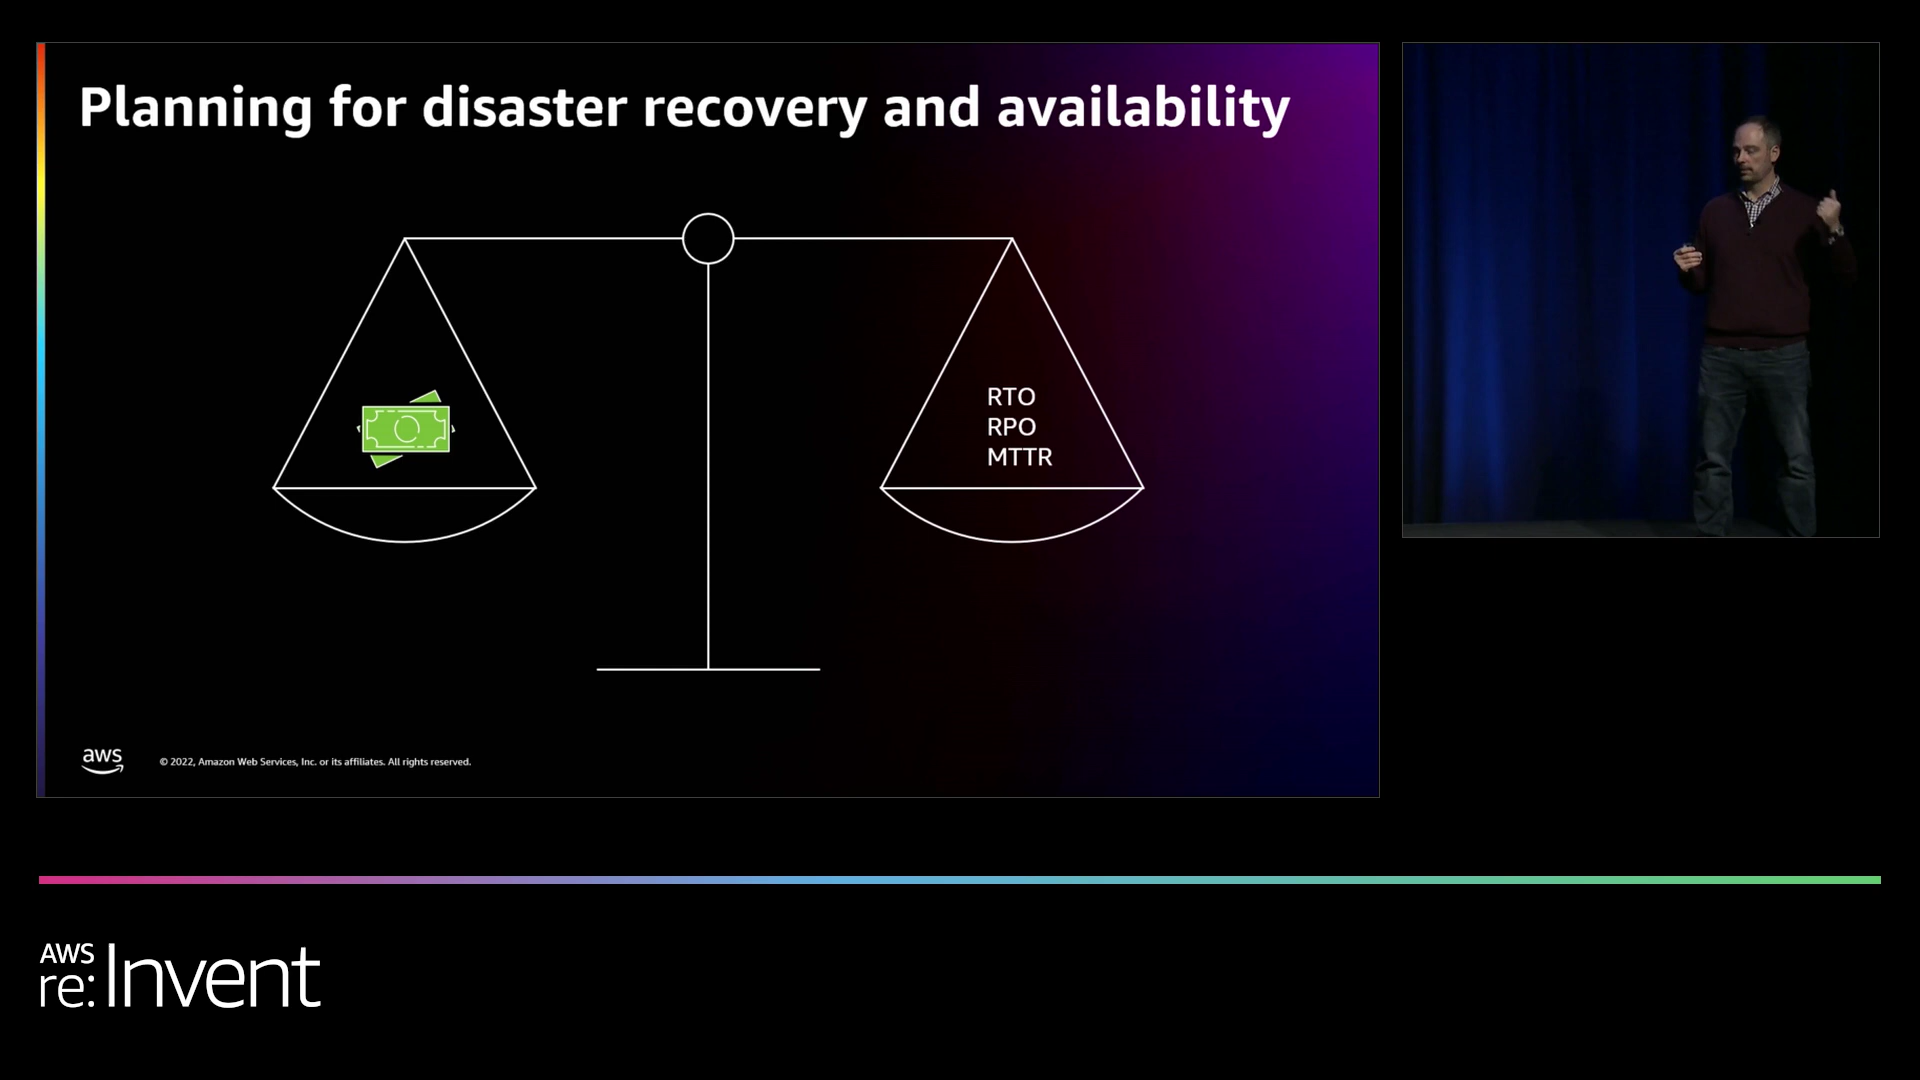 Planning for disaster recovery and availability
RTO
RPO
MTTR
aws
© 2022, Amazon Web Services, Inc. or its affiliates. All rights reserved.
AWS
re:Invent